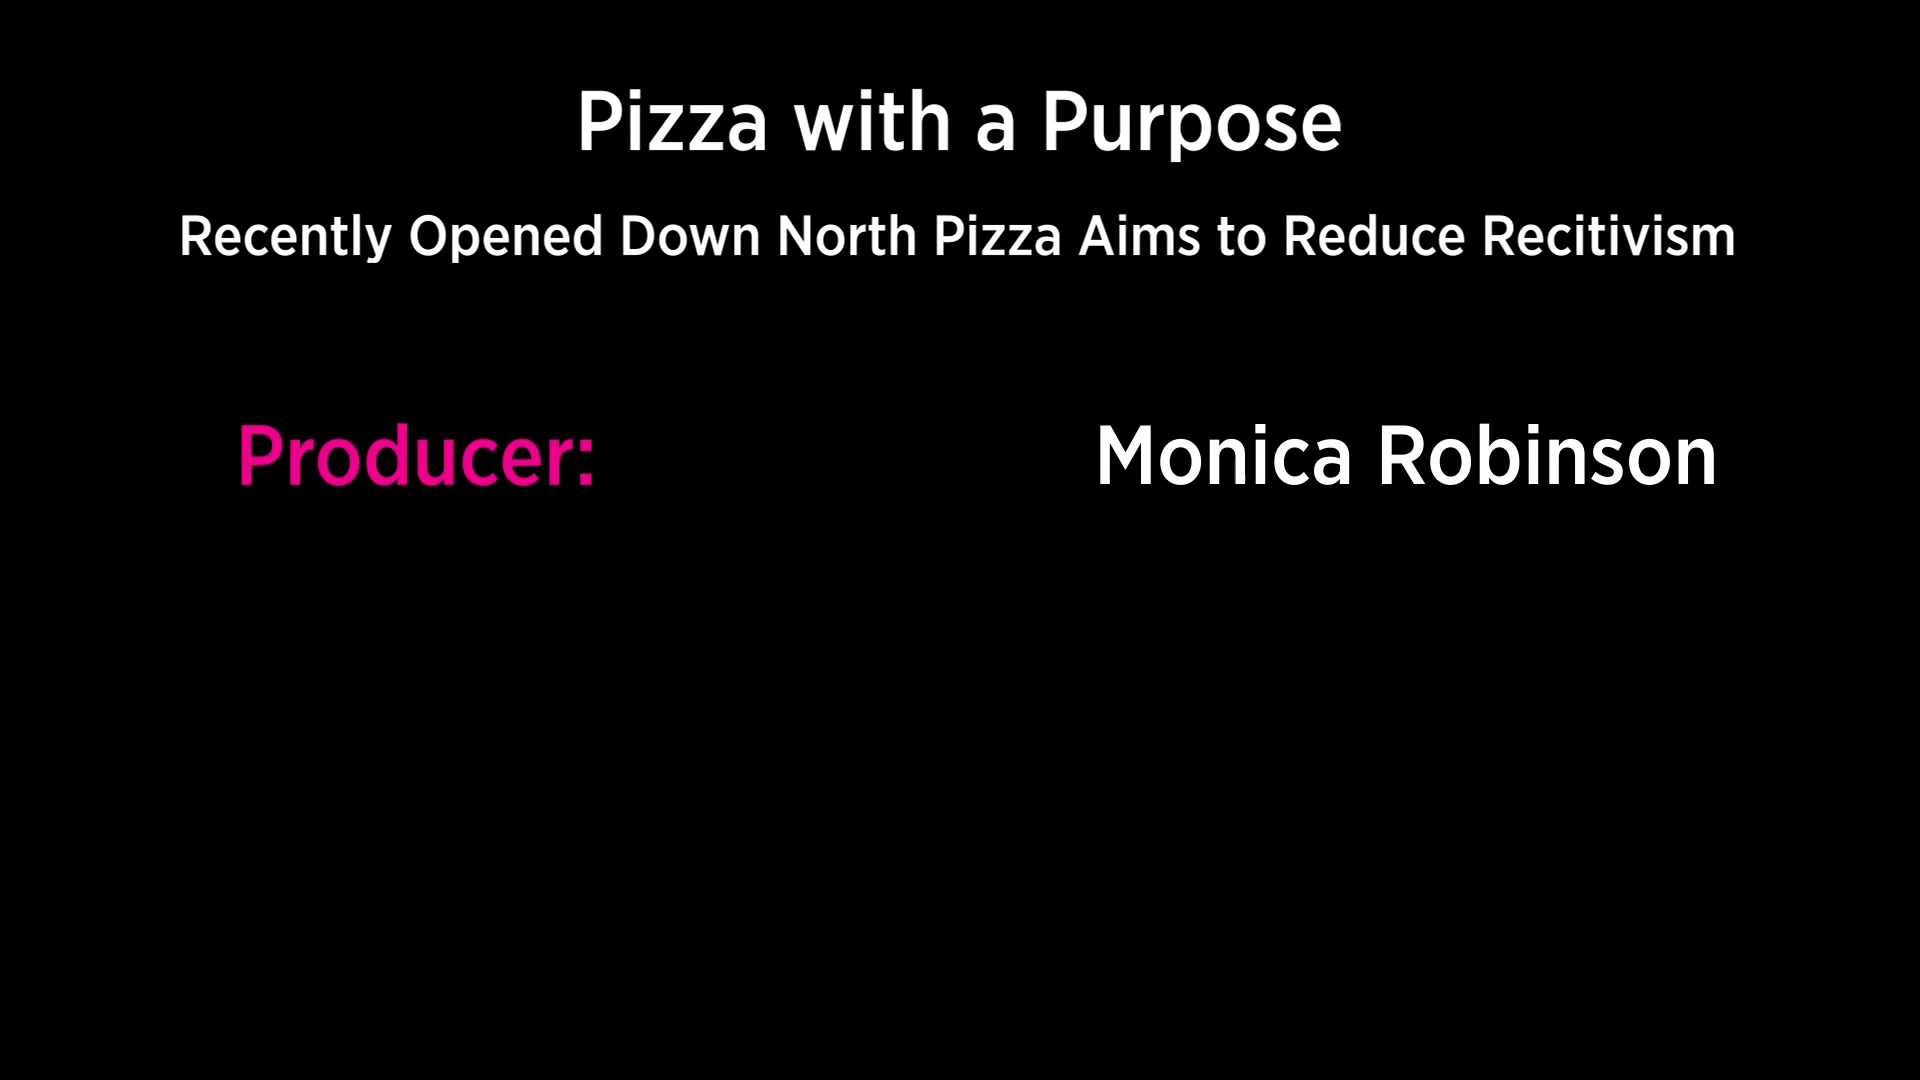 Pizza with a Purpose
Recently Opened Down North Pizza Aims to Reduce Recitivism
Producer: Monica Robinson